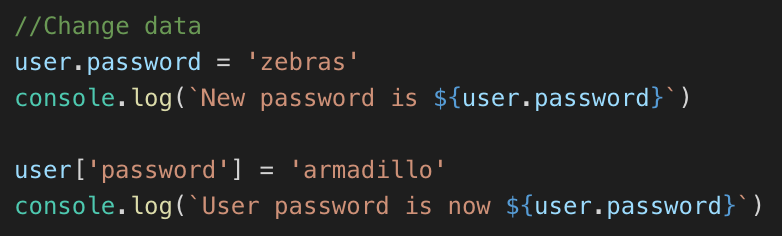 //Change data
user.password = 'zebras'
console.log(`New password is ${user.password}`)
user['password'] = 'armadillo'
console.log(`User password is now ${user.password}`)